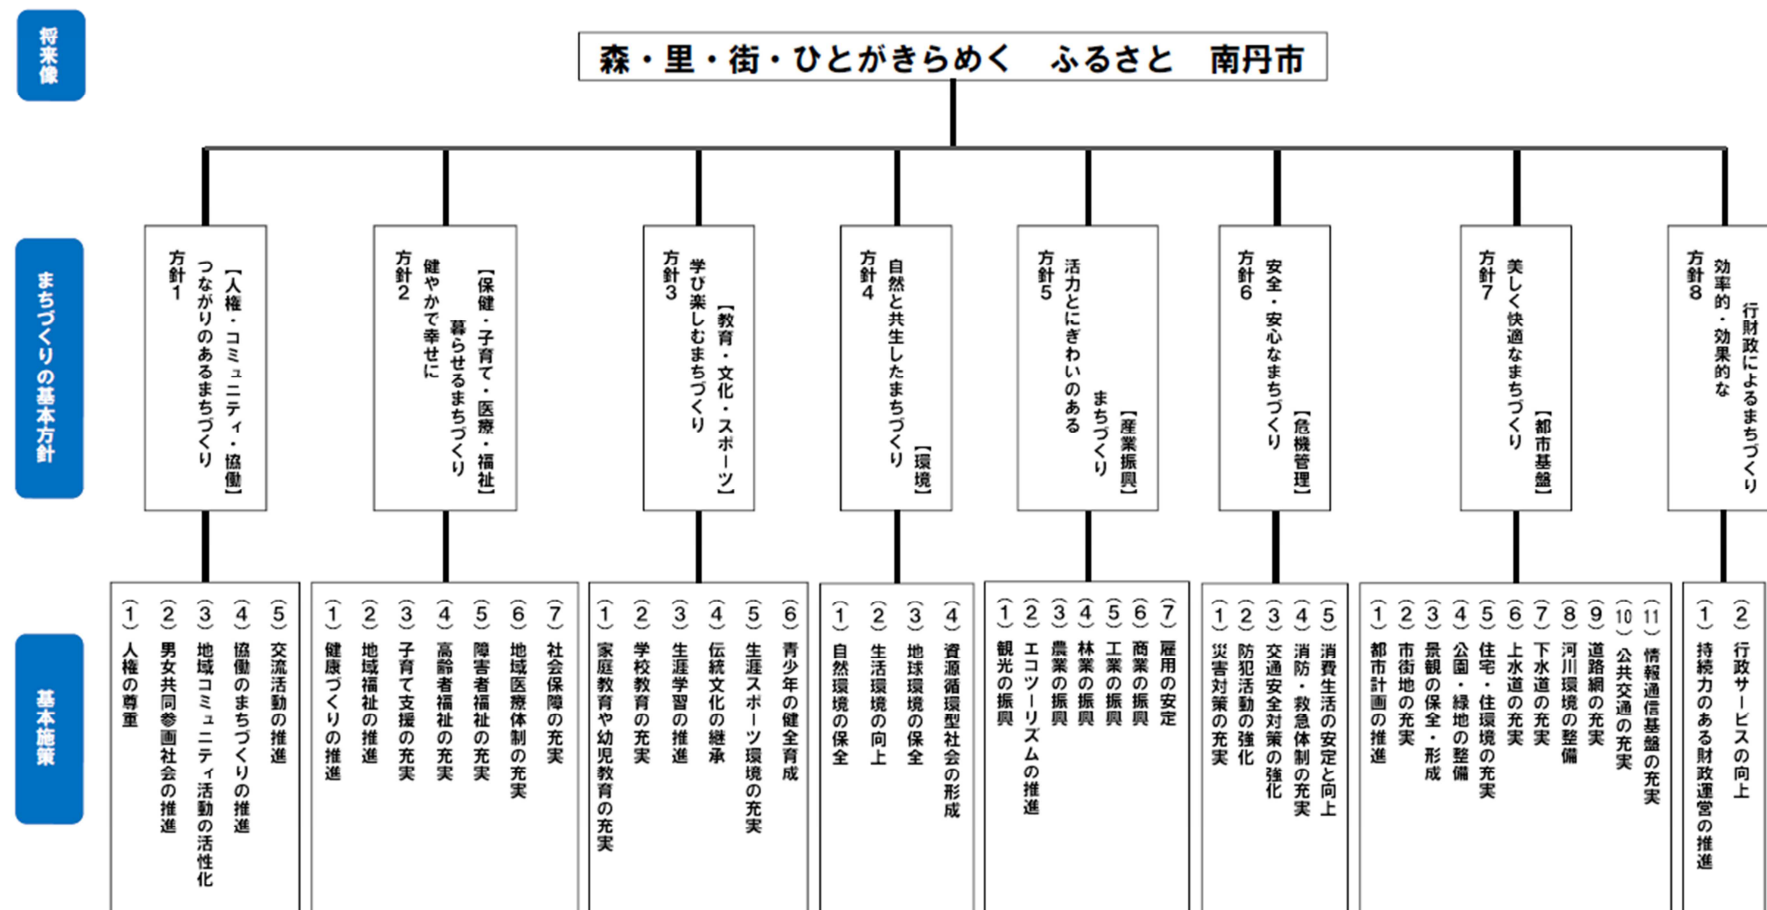 将来像
森・里・街・ひとがきらめく　ふるさと　南丹市
まちづくりの基本方針
方針１
つながりのあるまちづくり
【人権・コミュニティ・協働】
方針２
健やかで幸せに
暮らせるまちづくり
【保健・子育て・医療・福祉】
方針３
学び楽しむまちづくり
【教育・文化・スポーツ】
方針４
自然と共生したまちづくり
【環境】
方針５
活力とにぎわいのある
まちづくり
【産業振興】
方針６
安全・安心なまちづくり
【危機管理】
方針７
美しく快適なまちづくり
【都市基盤】
方針８
効率的・効果的な
行財政によるまちづくり
基本施策
（１）人権の尊重
（２）男女共同参画社会の推進
（３）地域コミュニティ活動の活性化
（４）協働のまちづくりの推進
（５）交流活動の推進
（１）健康づくりの推進
（２）地域福祉の推進
（３）子育て支援の充実
（４）高齢者福祉の充実
（５）障害者福祉の充実
（６）地域医療体制の充実
（７）社会保障の充実
（１）家庭教育や幼児教育の充実
（２）学校教育の充実
（３）生涯学習の推進
（４）伝統文化の継承
（５）生涯スポーツ環境の充実
（６）青少年の健全育成
（１）自然環境の保全
（２）生活環境の向上
（３）地球環境の保全
（４）資源循環型社会の形成
（１）観光の振興
（２）エコツーリズムの推進
（３）農業の振興
（４）林業の振興
（５）工業の振興
（６）商業の振興
（７）雇用の安定
（１）災害対策の充実
（２）防犯活動の強化
（３）交通安全対策の強化
（４）消防・救急体制の充実
（５）消費生活の安定と向上
（１）都市計画の推進
（２）市街地の充実
（３）景観の保全・形成
（４）公園・緑地の整備
（５）住宅・住環境の充実
（６）上水道の充実
（７）下水道の充実
（８）河川環境の整備
（９）道路網の充実
（10）公共交通の充実
（11）情報通信基盤の充実
（１）持続力のある財政運営の推進
（２）行政サービスの向上